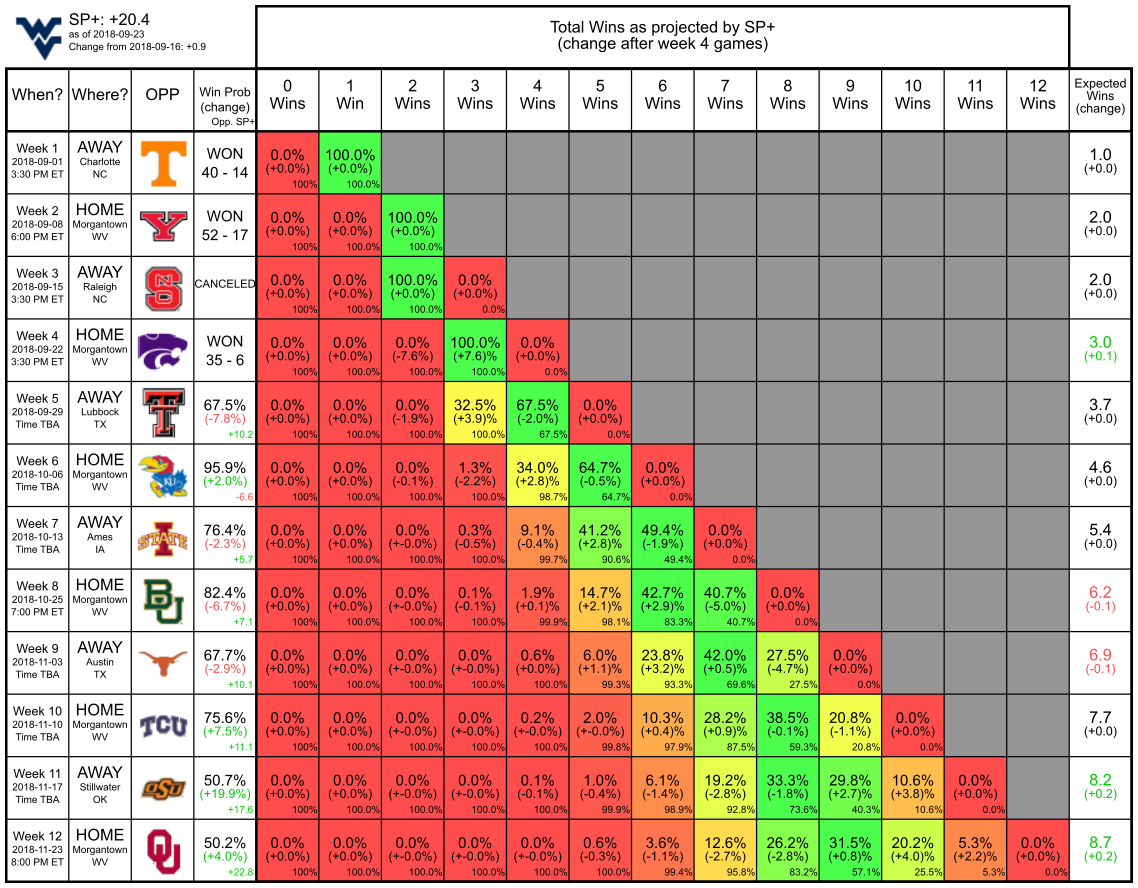 WV
SP+: +20.4
as of 2018-09-23
Change from 2018-09-16: +0.9
Total Wins as projected by SP+
(change after week 4 games)
When? Where? OPP Win Prob (change) Opp. SP+ 0 Wins 1 Win 2 Wins 3 Wins 4 Wins 5 Wins 6 Wins 7 Wins 8 Wins 9 Wins 10 Wins 11 Wins 12 Wins Expected Wins (change)
Week 1 AWAY T WON 0.0% 100.0% 1.0
2018-09-01 Charlotte 40 - 14 (+0.0%) (+0.0%) (+0.0)
3:30 PM ET NC 100% 100.0%
Week 2 HOME Y WON 0.0% 0.0% 100.0% 2.0
2018-09-08 Morgantown 52 - 17 (+0.0%) (+0.0%) (+0.0%) (+0.0)
6:00 PM ET WV 100% 100.0% 100.0%
Week 3 AWAY NCS CANCELED 0.0% 0.0% 100.0% 0.0% 2.0
2018-09-15 Raleigh (+0.0%) (+0.0%) (+0.0%) (+0.0%) (+0.0)
3:30 PM ET NC 100% 100.0% 100.0% 0.0%
Week 4 HOME WON 0.0% 0.0% 0.0% 100.0% 0.0% 3.0
2018-09-22 Morgantown 35 - 6 (+0.0%) (+0.0%) (-7.6%) (+7.6)% (+0.0%) (+0.1)
3:30 PM ET WV 100% 100.0% 100.0% 100.0% 0.0%
Week 5 AWAY TT 67.5% 0.0% 0.0% 0.0% 32.5% 67.5% 0.0% 3.7
2018-09-29 Lubbock (-7.8%) (+0.0%) (+0.0%) (-1.9%) (+3.9)% (-2.0%) (+0.0%) (+0.0)
Time TBA TX +10.2 100% 100.0% 100.0% 100.0% 67.5% 0.0%
Week 6 HOME KU 95.9% 0.0% 0.0% 0.0% 1.3% 34.0% 64.7% 0.0% 4.6
2018-10-06 Morgantown (+2.0%) (+0.0%) (+0.0%) (-0.1%) (-2.2%) (+2.8)% (-0.5%) (+0.0%) (+0.0)
Time TBA WV -6.6 100% 100.0% 100.0% 100.0% 98.7% 64.7% 0.0%
Week 7 AWAY I STATE 76.4% 0.0% 0.0% 0.0% 0.3% 9.1% 41.2% 49.4% 0.0% 5.4
2018-10-13 Ames (-2.3%) (+0.0%) (+0.0%) (+-0.0%) (-0.5%) (-0.4%) (+2.8)% (-1.9%) (+0.0%) (+0.0)
Time TBA IA +5.7 100% 100.0% 100.0% 100.0% 99.7% 90.6% 49.4% 0.0%
Week 8 HOME BU 82.4% 0.0% 0.0% 0.0% 0.1% 1.9% 14.7% 42.7% 40.7% 0.0% 6.2
2018-10-25 Morgantown (-6.7%) (+0.0%) (+0.0%) (+-0.0%) (-0.1%) (+0.1)% (+2.1)% (+2.9)% (-5.0%) (+0.0%) (-0.1)
7:00 PM ET WV +7.1 100% 100.0% 100.0% 100.0% 99.9% 98.1% 83.3% 40.7% 0.0%
Week 9 AWAY 67.7% 0.0% 0.0% 0.0% 0.0% 0.6% 6.0% 23.8% 42.0% 27.5% 0.0% 6.9
2018-11-03 Austin (-2.9%) (+0.0%) (+0.0%) (+-0.0%) (+-0.0%) (+0.0%) (+1.1)% (+3.2)% (+0.5)% (-4.7%) (+0.0%) (-0.1)
Time TBA TX +10.1 100% 100.0% 100.0% 100.0% 100.0% 99.3% 93.3% 69.6% 27.5% 0.0%
Week 10 HOME TCU 75.6% 0.0% 0.0% 0.0% 0.0% 0.2% 2.0% 10.3% 28.2% 38.5% 20.8% 0.0% 7.7
2018-11-10 Morgantown (+7.5%) (+0.0%) (+0.0%) (+-0.0%) (+-0.0%) (+-0.0%) (+-0.0%) (+0.4)% (+0.9)% (-0.1%) (-1.1%) (+0.0%) (+0.0)
Time TBA WV +11.1 100% 100.0% 100.0% 100.0% 100.0% 99.8% 97.9% 87.5% 59.3% 20.8% 0.0%
Week 11 AWAY OSU 50.7% 0.0% 0.0% 0.0% 0.0% 0.1% 1.0% 6.1% 19.2% 33.3% 29.8% 10.6% 0.0% 8.2
2018-11-17 Stillwater (+19.9%) (+0.0%) (+0.0%) (+-0.0%) (+-0.0%) (-0.1%) (-0.4%) (-1.4%) (-2.8%) (-1.8%) (+2.7)% (+3.8)% (+0.0%) (+0.2)
Time TBA OK +17.6 100% 100.0% 100.0% 100.0% 100.0% 99.9% 98.9% 92.8% 73.6% 40.3% 10.6% 0.0%
Week 12 HOME OU 50.2% 0.0% 0.0% 0.0% 0.0% 0.0% 0.6% 3.6% 12.6% 26.2% 31.5% 20.2% 5.3% 0.0% 8.7
2018-11-23 Morgantown (+4.0%) (+0.0%) (+0.0%) (+-0.0%) (+-0.0%) (+-0.0%) (-0.3%) (-1.1%) (-2.7%) (-2.8%) (+0.8)% (+4.0)% (+2.2)% (+0.0%) (+0.2)
8:00 PM ET WV +22.8 100% 100.0% 100.0% 100.0% 100.0% 100.0% 99.4% 95.8% 83.2% 57.1% 25.5% 5.3% 0.0%